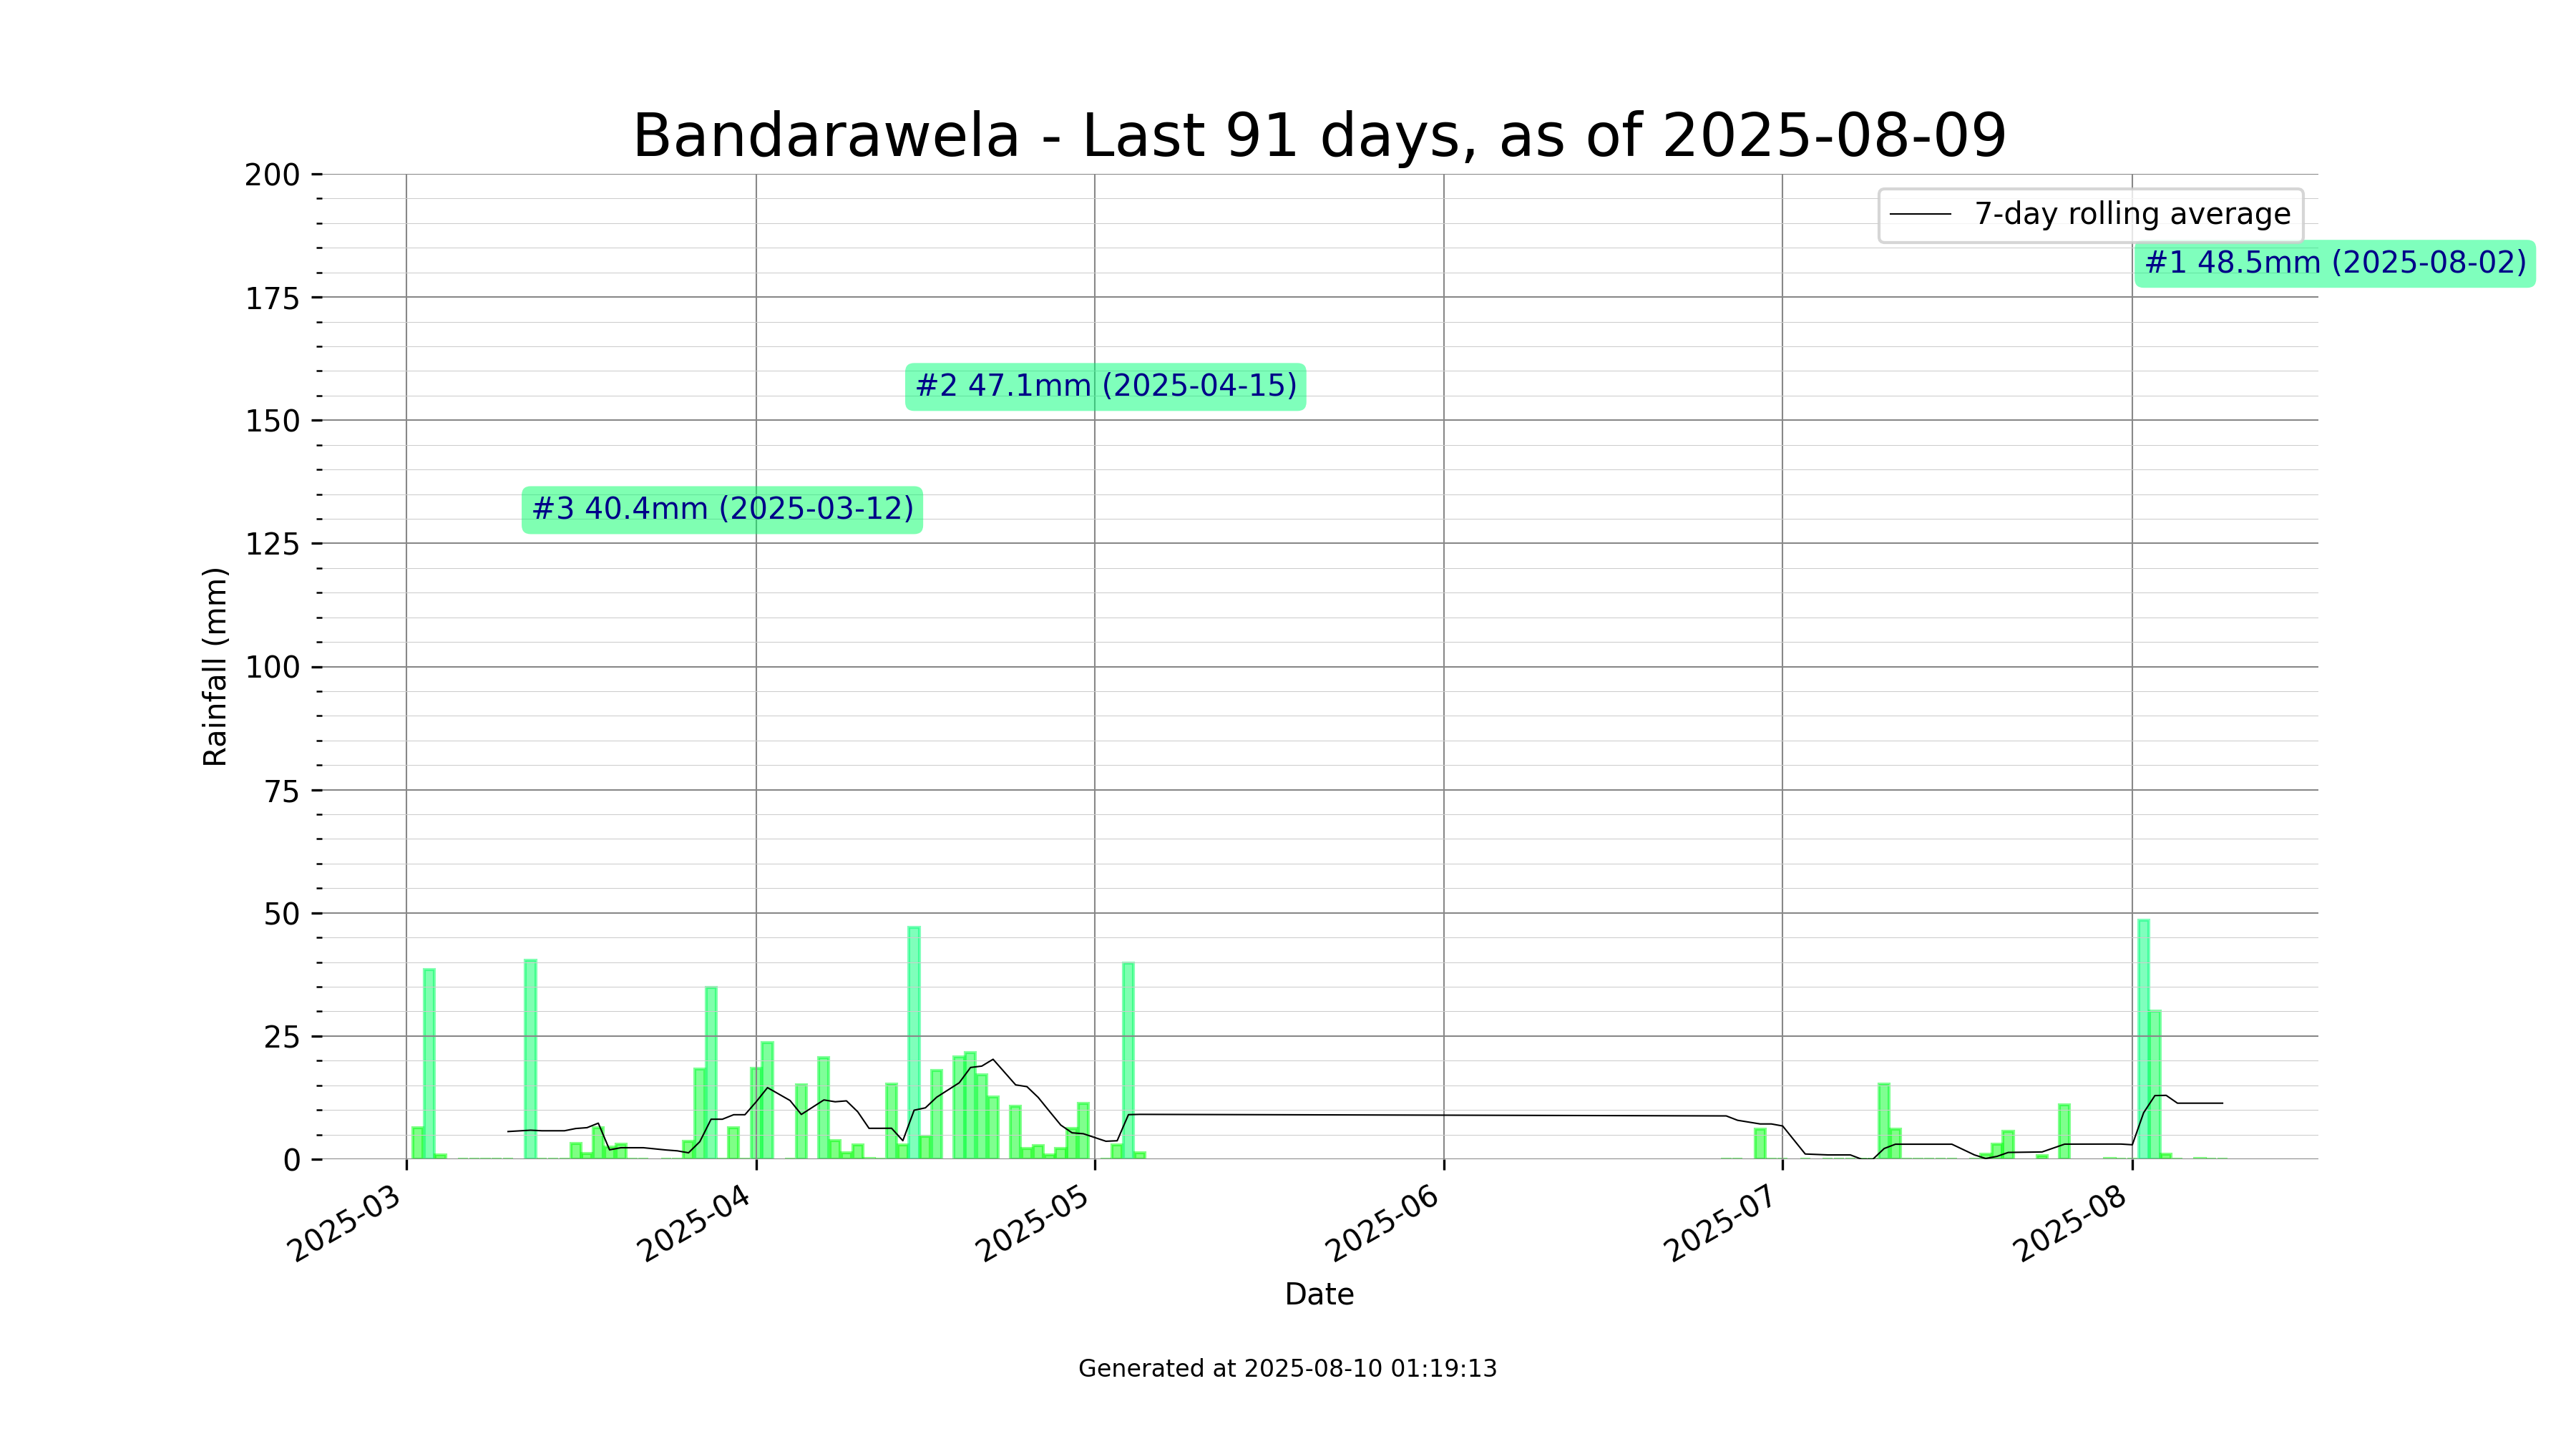 Bandarawela - Last 91 days, as of 2025-08-09
200
175
150
125
100
75
50
25
0
Rainfall (mm)
7-day rolling average
#1 48.5mm (2025-08-02)
#2 47.1mm (2025-04-15)
#3 40.4mm (2025-03-12)
2025-03
2025-04
2025-05
2025-06
2025-07
2025-08
Date
Generated at 2025-08-10 01:19:13